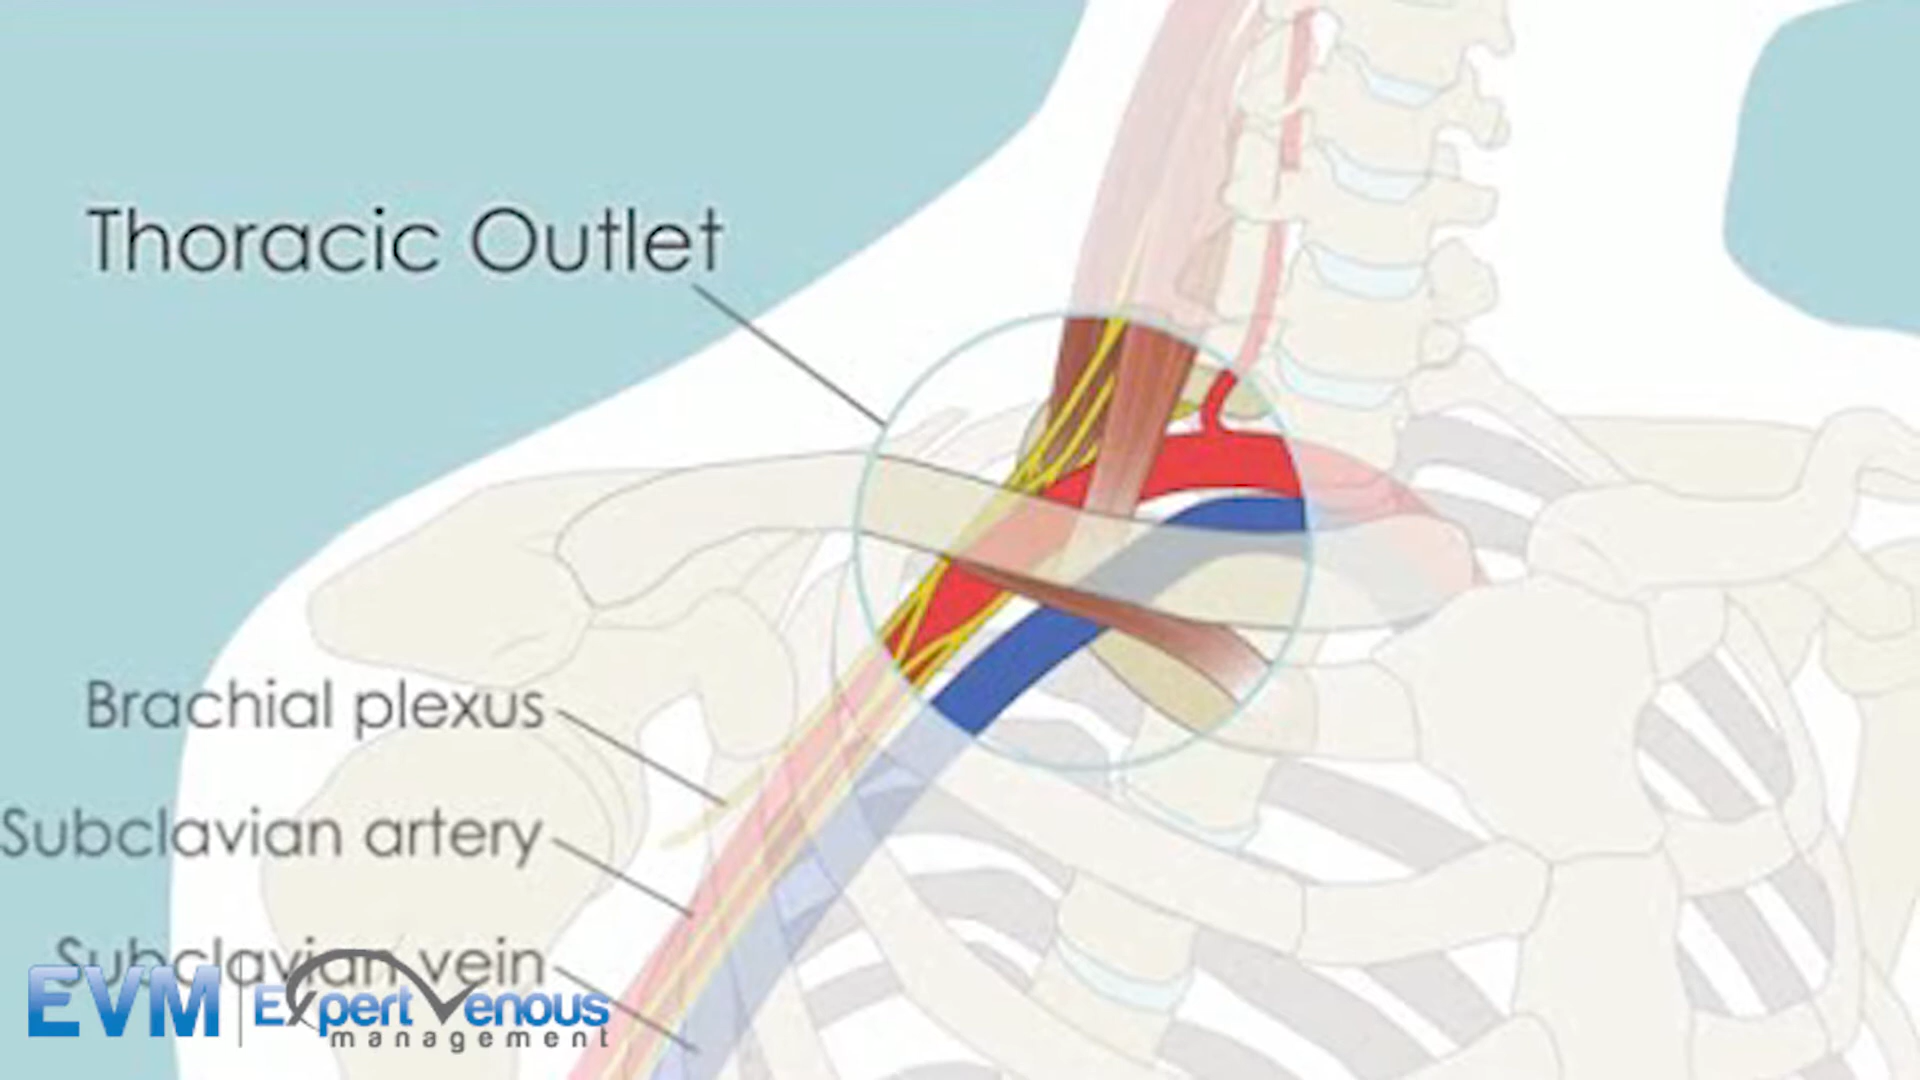 Thoracic Outlet
Brachial plexus
Subclavian artery
Subclavian vein
EVM
Expert Venous
management